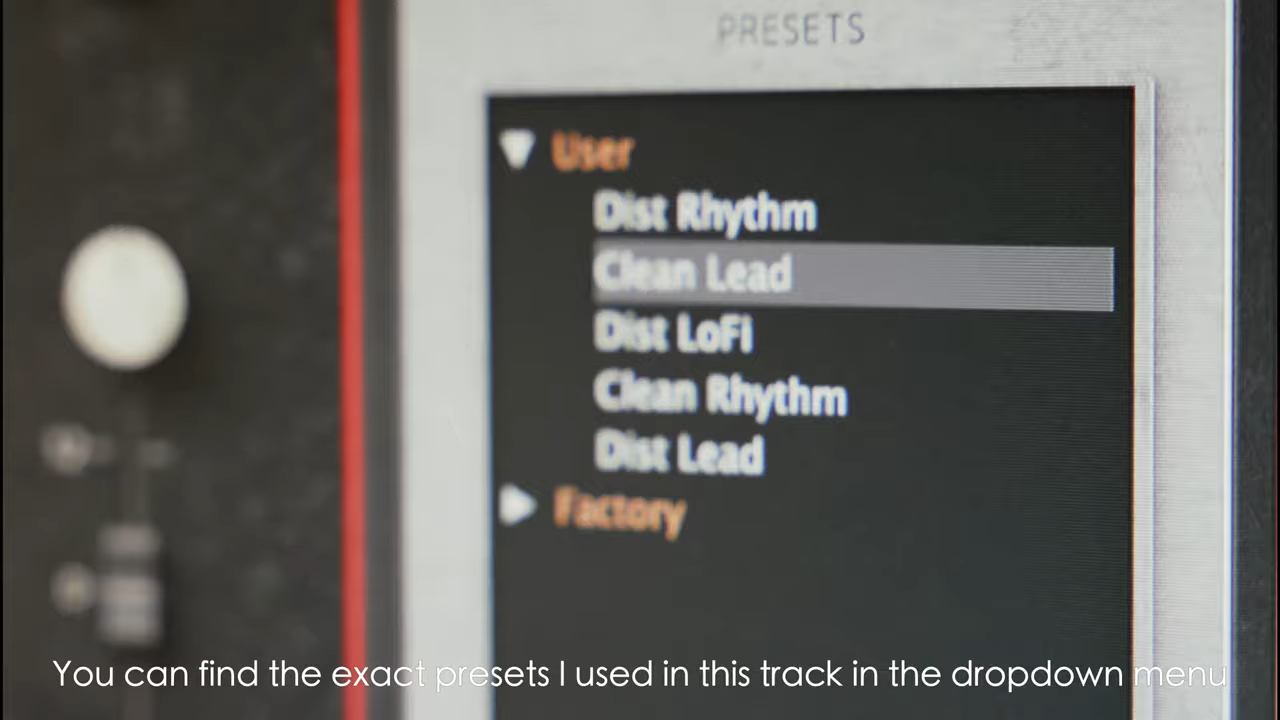 PRESETS
User
Dist Rhythm
Clean Lead
Dist LoFi
Clean Rhythm
Dist Lead
Factory
You can find the exact presets I used in this track in the dropdown menu